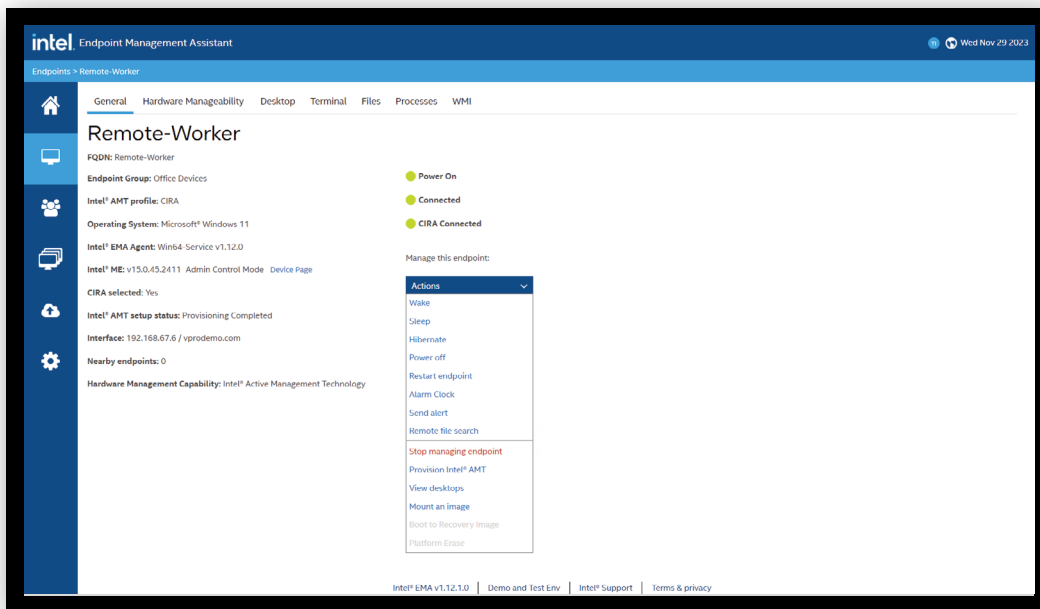 intel. Endpoint Management Assistant
TI Wed Nov 29 2023
Endpoints > Remote-Worker
General Hardware Manageability Desktop Terminal Files Processes WMI
Remote-Worker
FQDN: Remote-Worker
Endpoint Group: Office Devices
Intel® AMT profile: CIRA
Operating System: Microsoft® Windows 11
Intel® EMA Agent: Win64-Service v1.12.0
Intel® ME: v15.0.45.2411 Admin Control Mode Device Page
CIRA selected: Yes
Intel® AMT setup status: Provisioning Completed
Interface: 192.168.67.6 / vprodemo.com
Nearby endpoints: 0
Hardware Management Capability: Intel® Active Management Technology
Power On
Connected
CIRA Connected
Manage this endpoint:
Actions
Wake
Sleep
Hibernate
Power off
Restart endpoint
Alarm Clock
Send alert
Remote file search
Stop managing endpoint
Provision Intel® AMT
View desktops
Mount an image
Boot to Recovery Image
Platform Erase
Intel® EMA v1.12.1.0 | Demo and Test Env | Intel® Support | Terms & privacy